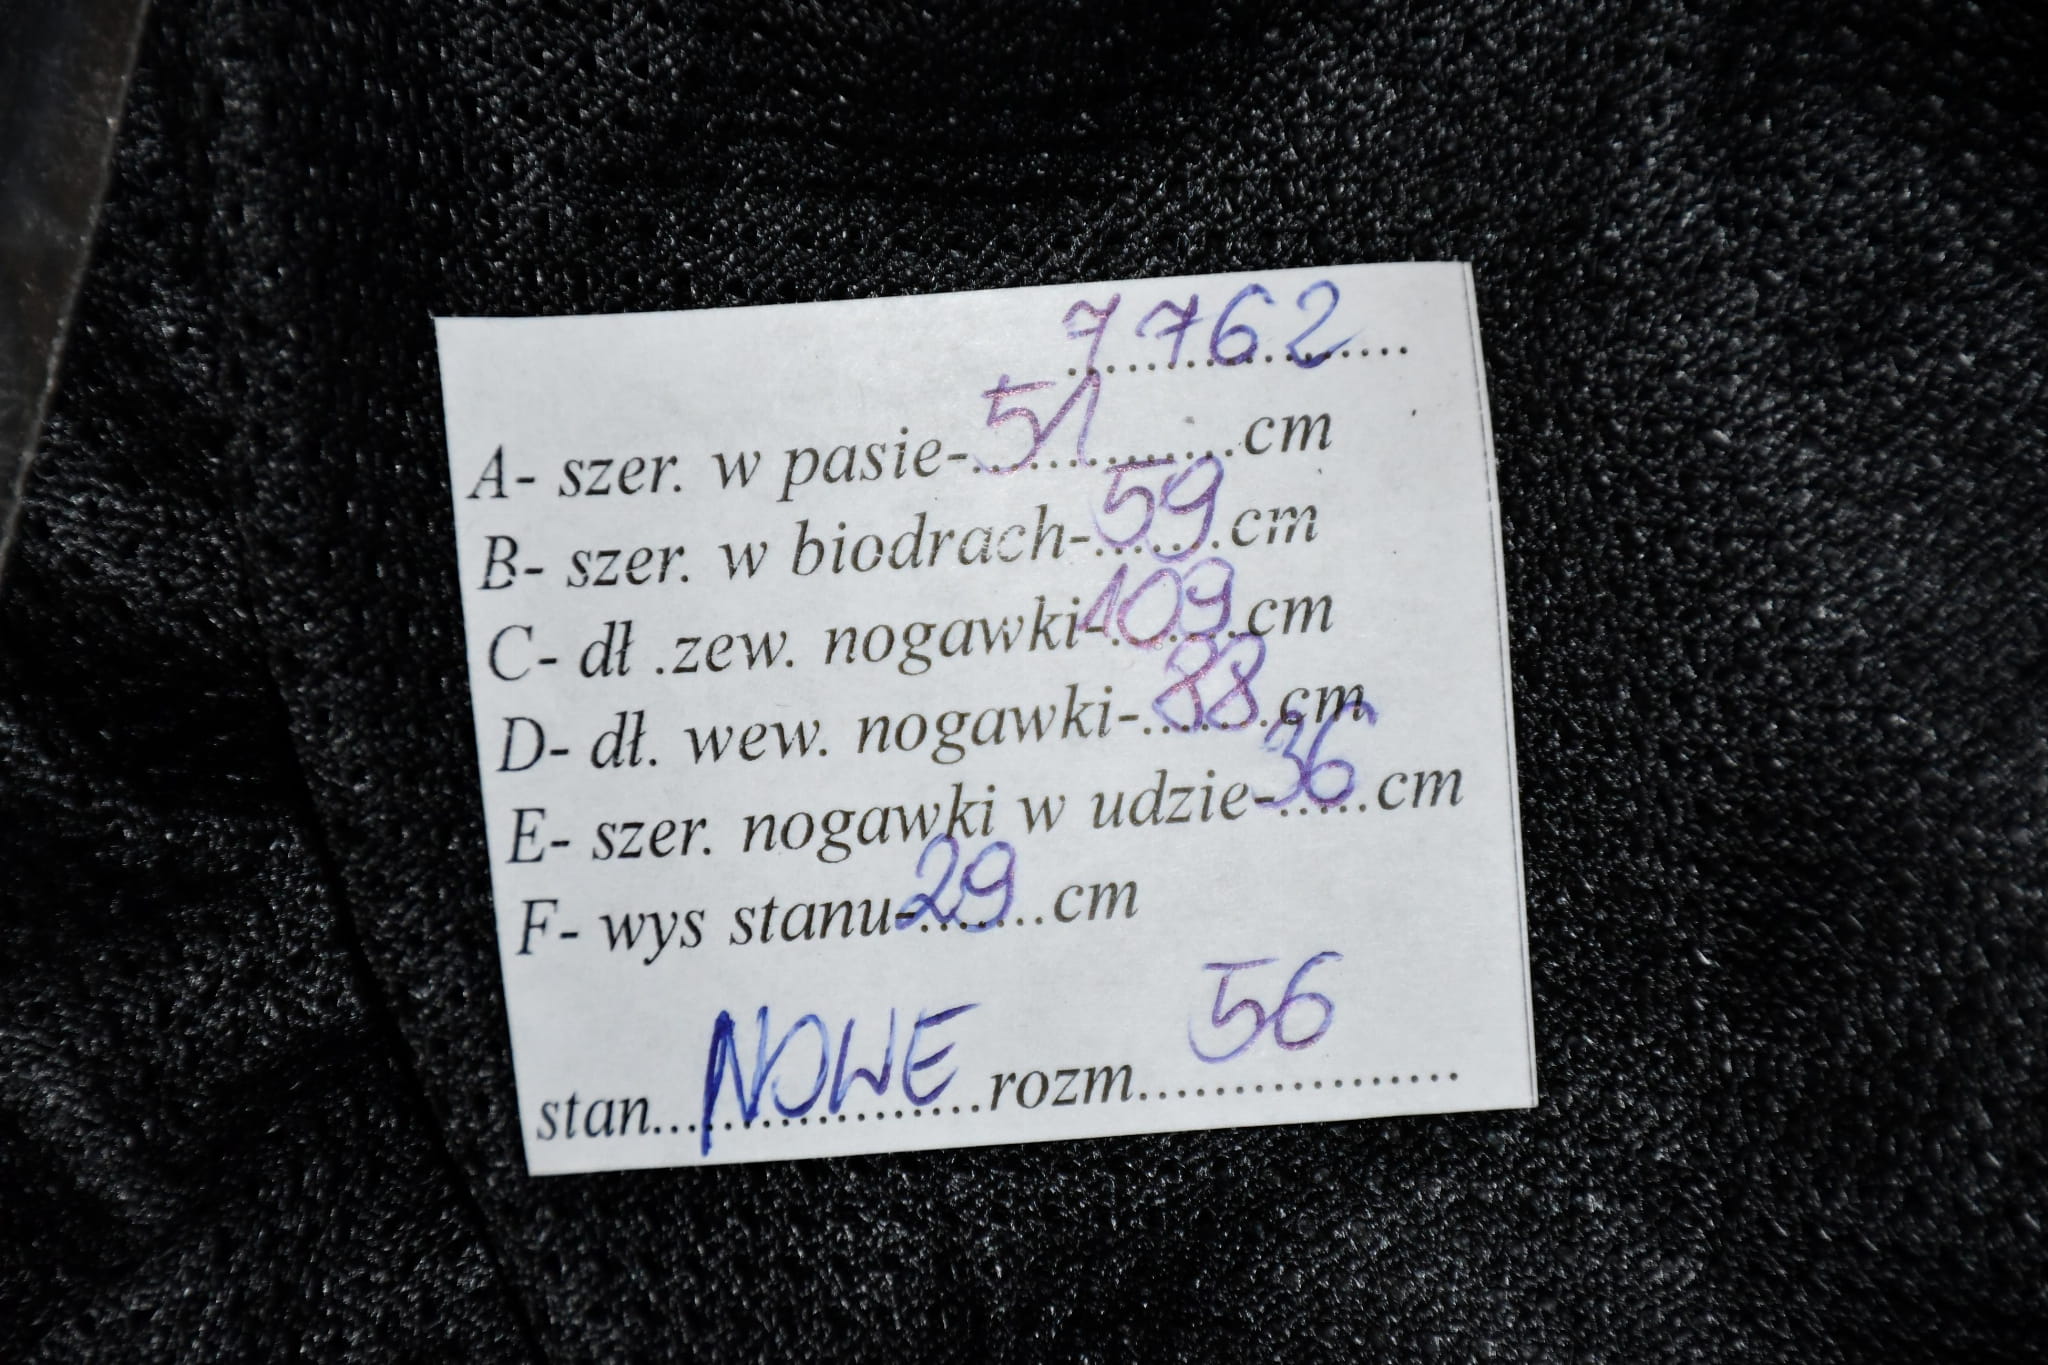 7762
A- szer. w pasie-51..............cm
B- szer. w biodrach-59.......cm
C- dł .zew. nogawki-109.......cm
D- dł. wew. nogawki-88.......cm
E- szer. nogawki w udzie-36.....cm
F- wys stanu-29.......cm
stan...NOWE...rozm...56...